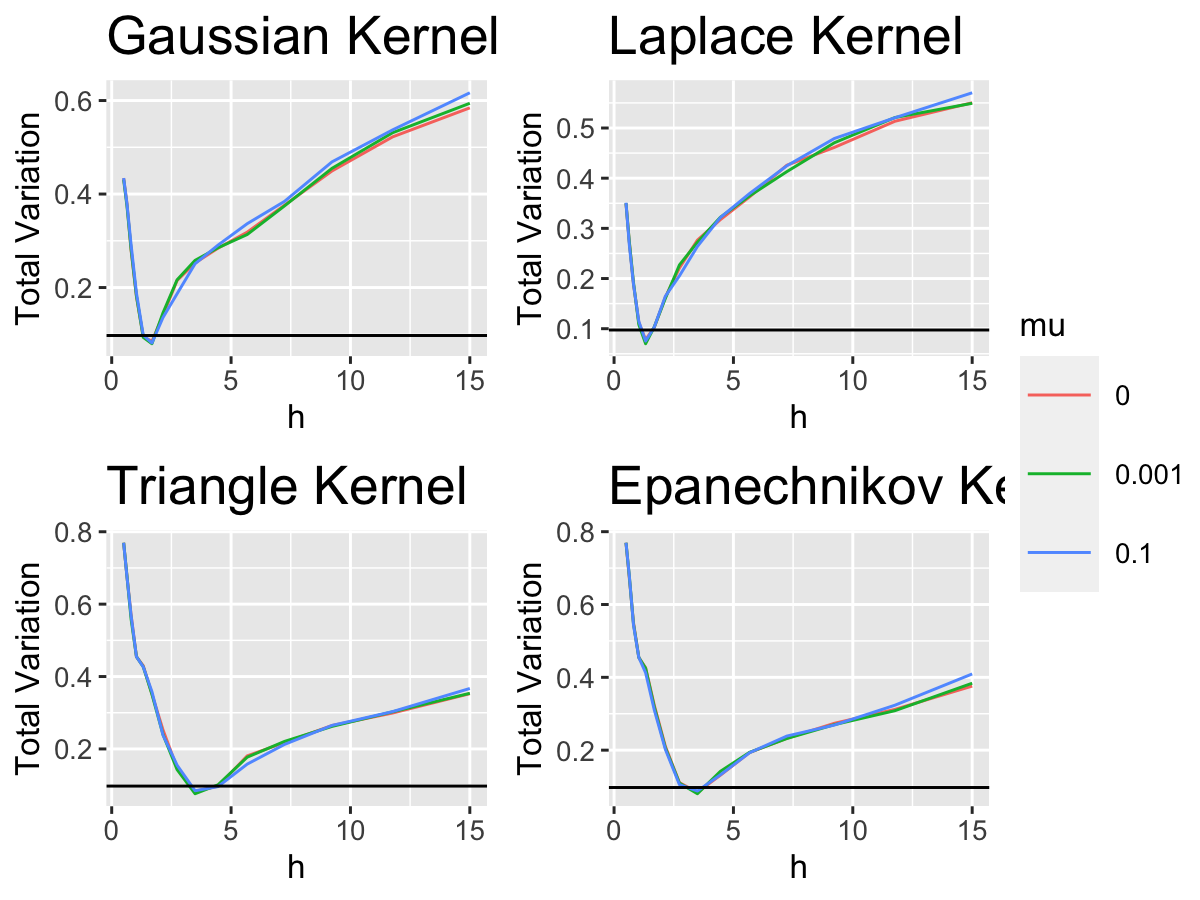 Gaussian Kernel
Total Variation
0.6
0.4
0.2
0 5 10 15
h
Laplace Kernel
Total Variation
0.5
0.4
0.3
0.2
0.1
0 5 10 15
h
Triangle Kernel
Total Variation
0.8
0.6
0.4
0.2
0 5 10 15
h
Epanechnikov Ke
Total Variation
0.8
0.6
0.4
0.2
0 5 10 15
h
mu
0
0.001
0.1